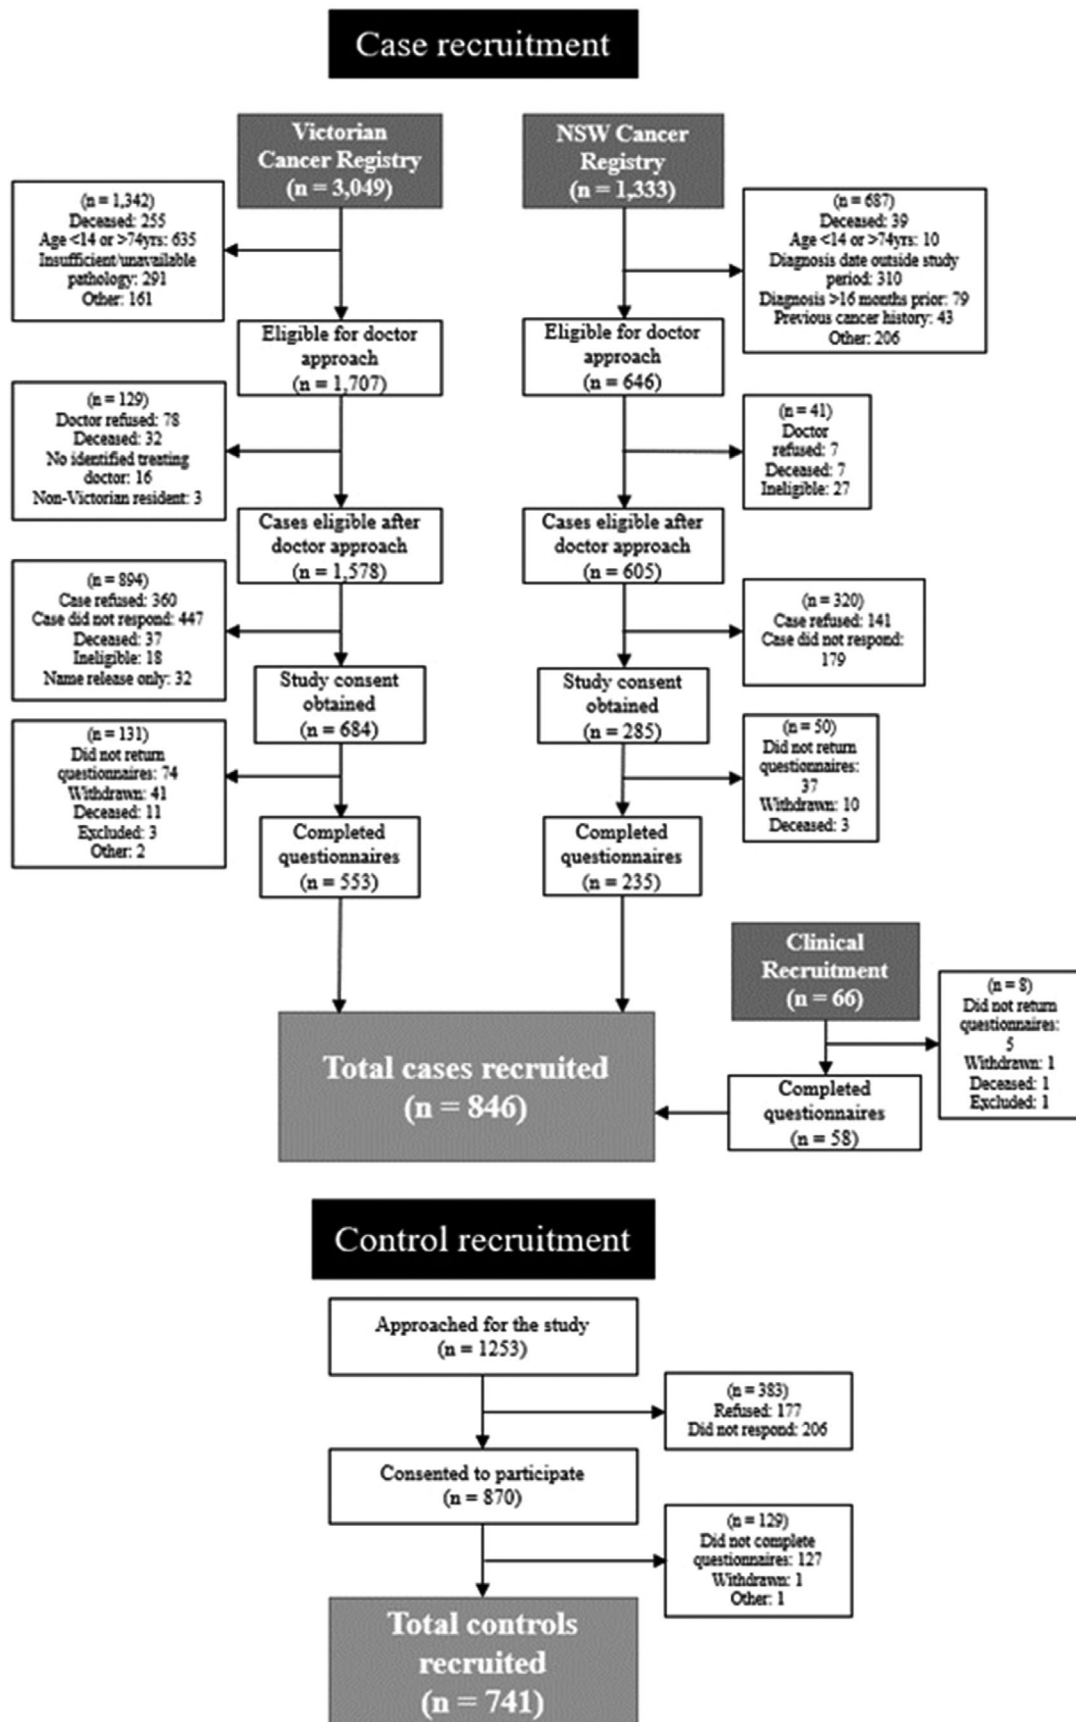 Case recruitment
Victorian
Cancer Registry
(n = 3,049)
NSW Cancer
Registry
(n = 1,333)
(n = 1,342)
Deceased: 255
Age <14 or >74yrs: 635
Insufficient/unavailable
pathology: 291
Other: 161
(n = 687)
Deceased: 39
Age <14 or >74yrs: 10
Diagnosis date outside study
period: 310
Diagnosis >16 months prior: 79
Previous cancer history: 43
Other: 206
Eligible for doctor
approach
(n = 1,707)
Eligible for doctor
approach
(n = 646)
(n = 129)
Doctor refused: 78
Deceased: 32
No identified treating
doctor: 16
Non-Victorian resident: 3
(n = 41)
Doctor
refused: 7
Deceased: 7
Ineligible: 27
Cases eligible after
doctor approach
(n = 1,578)
Cases eligible after
doctor approach
(n = 605)
(n = 894)
Case refused: 360
Case did not respond: 447
Deceased: 37
Ineligible: 18
Name release only: 32
(n = 320)
Case refused: 141
Case did not respond:
179
Study consent
obtained
(n = 684)
Study consent
obtained
(n = 285)
(n = 131)
Did not return
questionnaires: 74
Withdrawn: 41
Deceased: 11
Excluded: 3
Other: 2
(n = 50)
Did not return
questionnaires:
37
Withdrawn: 10
Deceased: 3
Completed
questionnaires
(n = 553)
Completed
questionnaires
(n = 235)
Clinical
Recruitment
(n = 66)
(n = 8)
Did not return
questionnaires:
5
Withdrawn: 1
Deceased: 1
Excluded: 1
Total cases recruited
(n = 846)
Completed
questionnaires
(n = 58)
Control recruitment
Approached for the study
(n = 1253)
(n = 383)
Refused: 177
Did not respond: 206
Consented to participate
(n = 870)
(n = 129)
Did not complete
questionnaires: 127
Withdrawn: 1
Other: 1
Total controls
recruited
(n = 741)